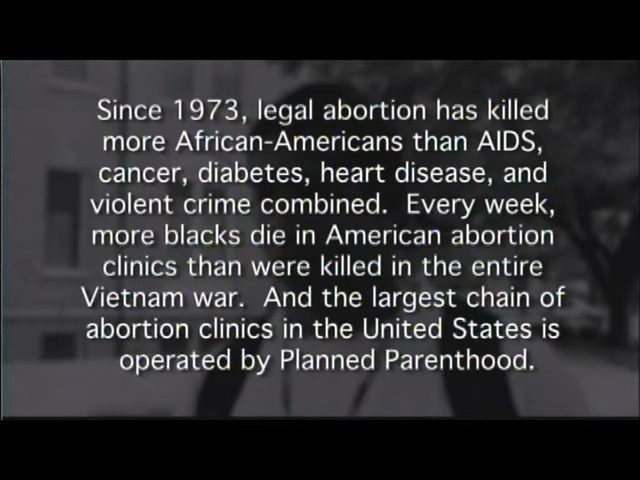 Since 1973, legal abortion has killed
more African-Americans than AIDS,
cancer, diabetes, heart disease, and
violent crime combined.  Every week,
more blacks die in American abortion
clinics than were killed in the entire
Vietnam war.  And the largest chain of
abortion clinics in the United States is
operated by Planned Parenthood.